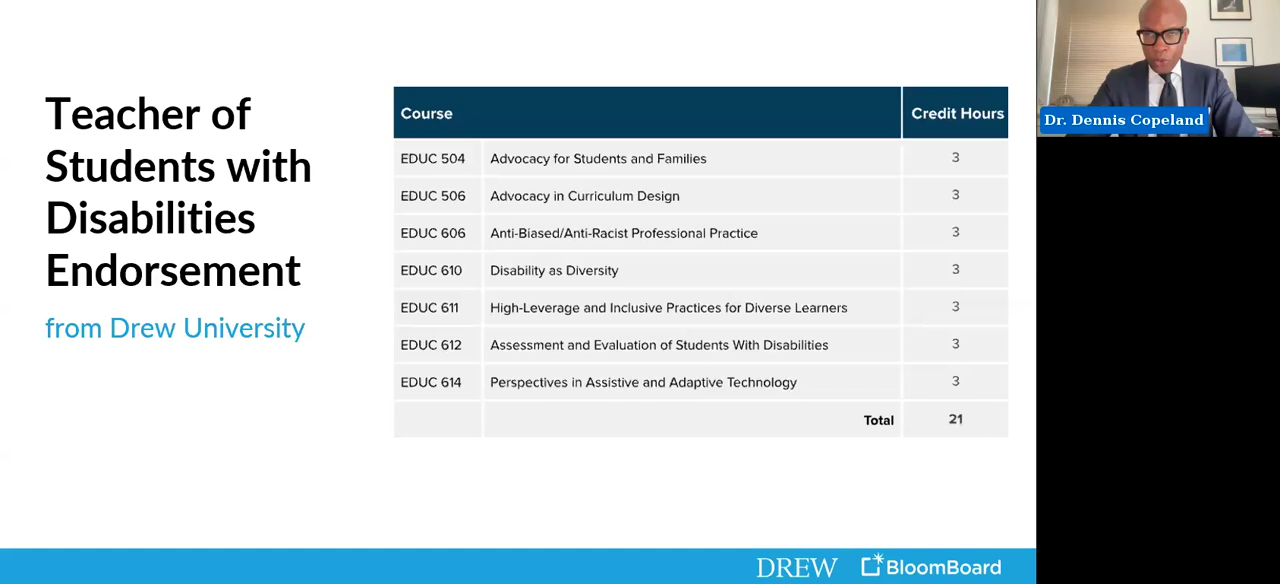 Teacher of
Students with
Disabilities
Endorsement
from Drew University
Course Credit Hours
EDUC 504 Advocacy for Students and Families 3
EDUC 506 Advocacy in Curriculum Design 3
EDUC 606 Anti-Biased/Anti-Racist Professional Practice 3
EDUC 610 Disability as Diversity 3
EDUC 611 High-Leverage and Inclusive Practices for Diverse Learners 3
EDUC 612 Assessment and Evaluation of Students With Disabilities 3
EDUC 614 Perspectives in Assistive and Adaptive Technology 3
Total 21
Dr. Dennis Copeland
DREW BloomBoard